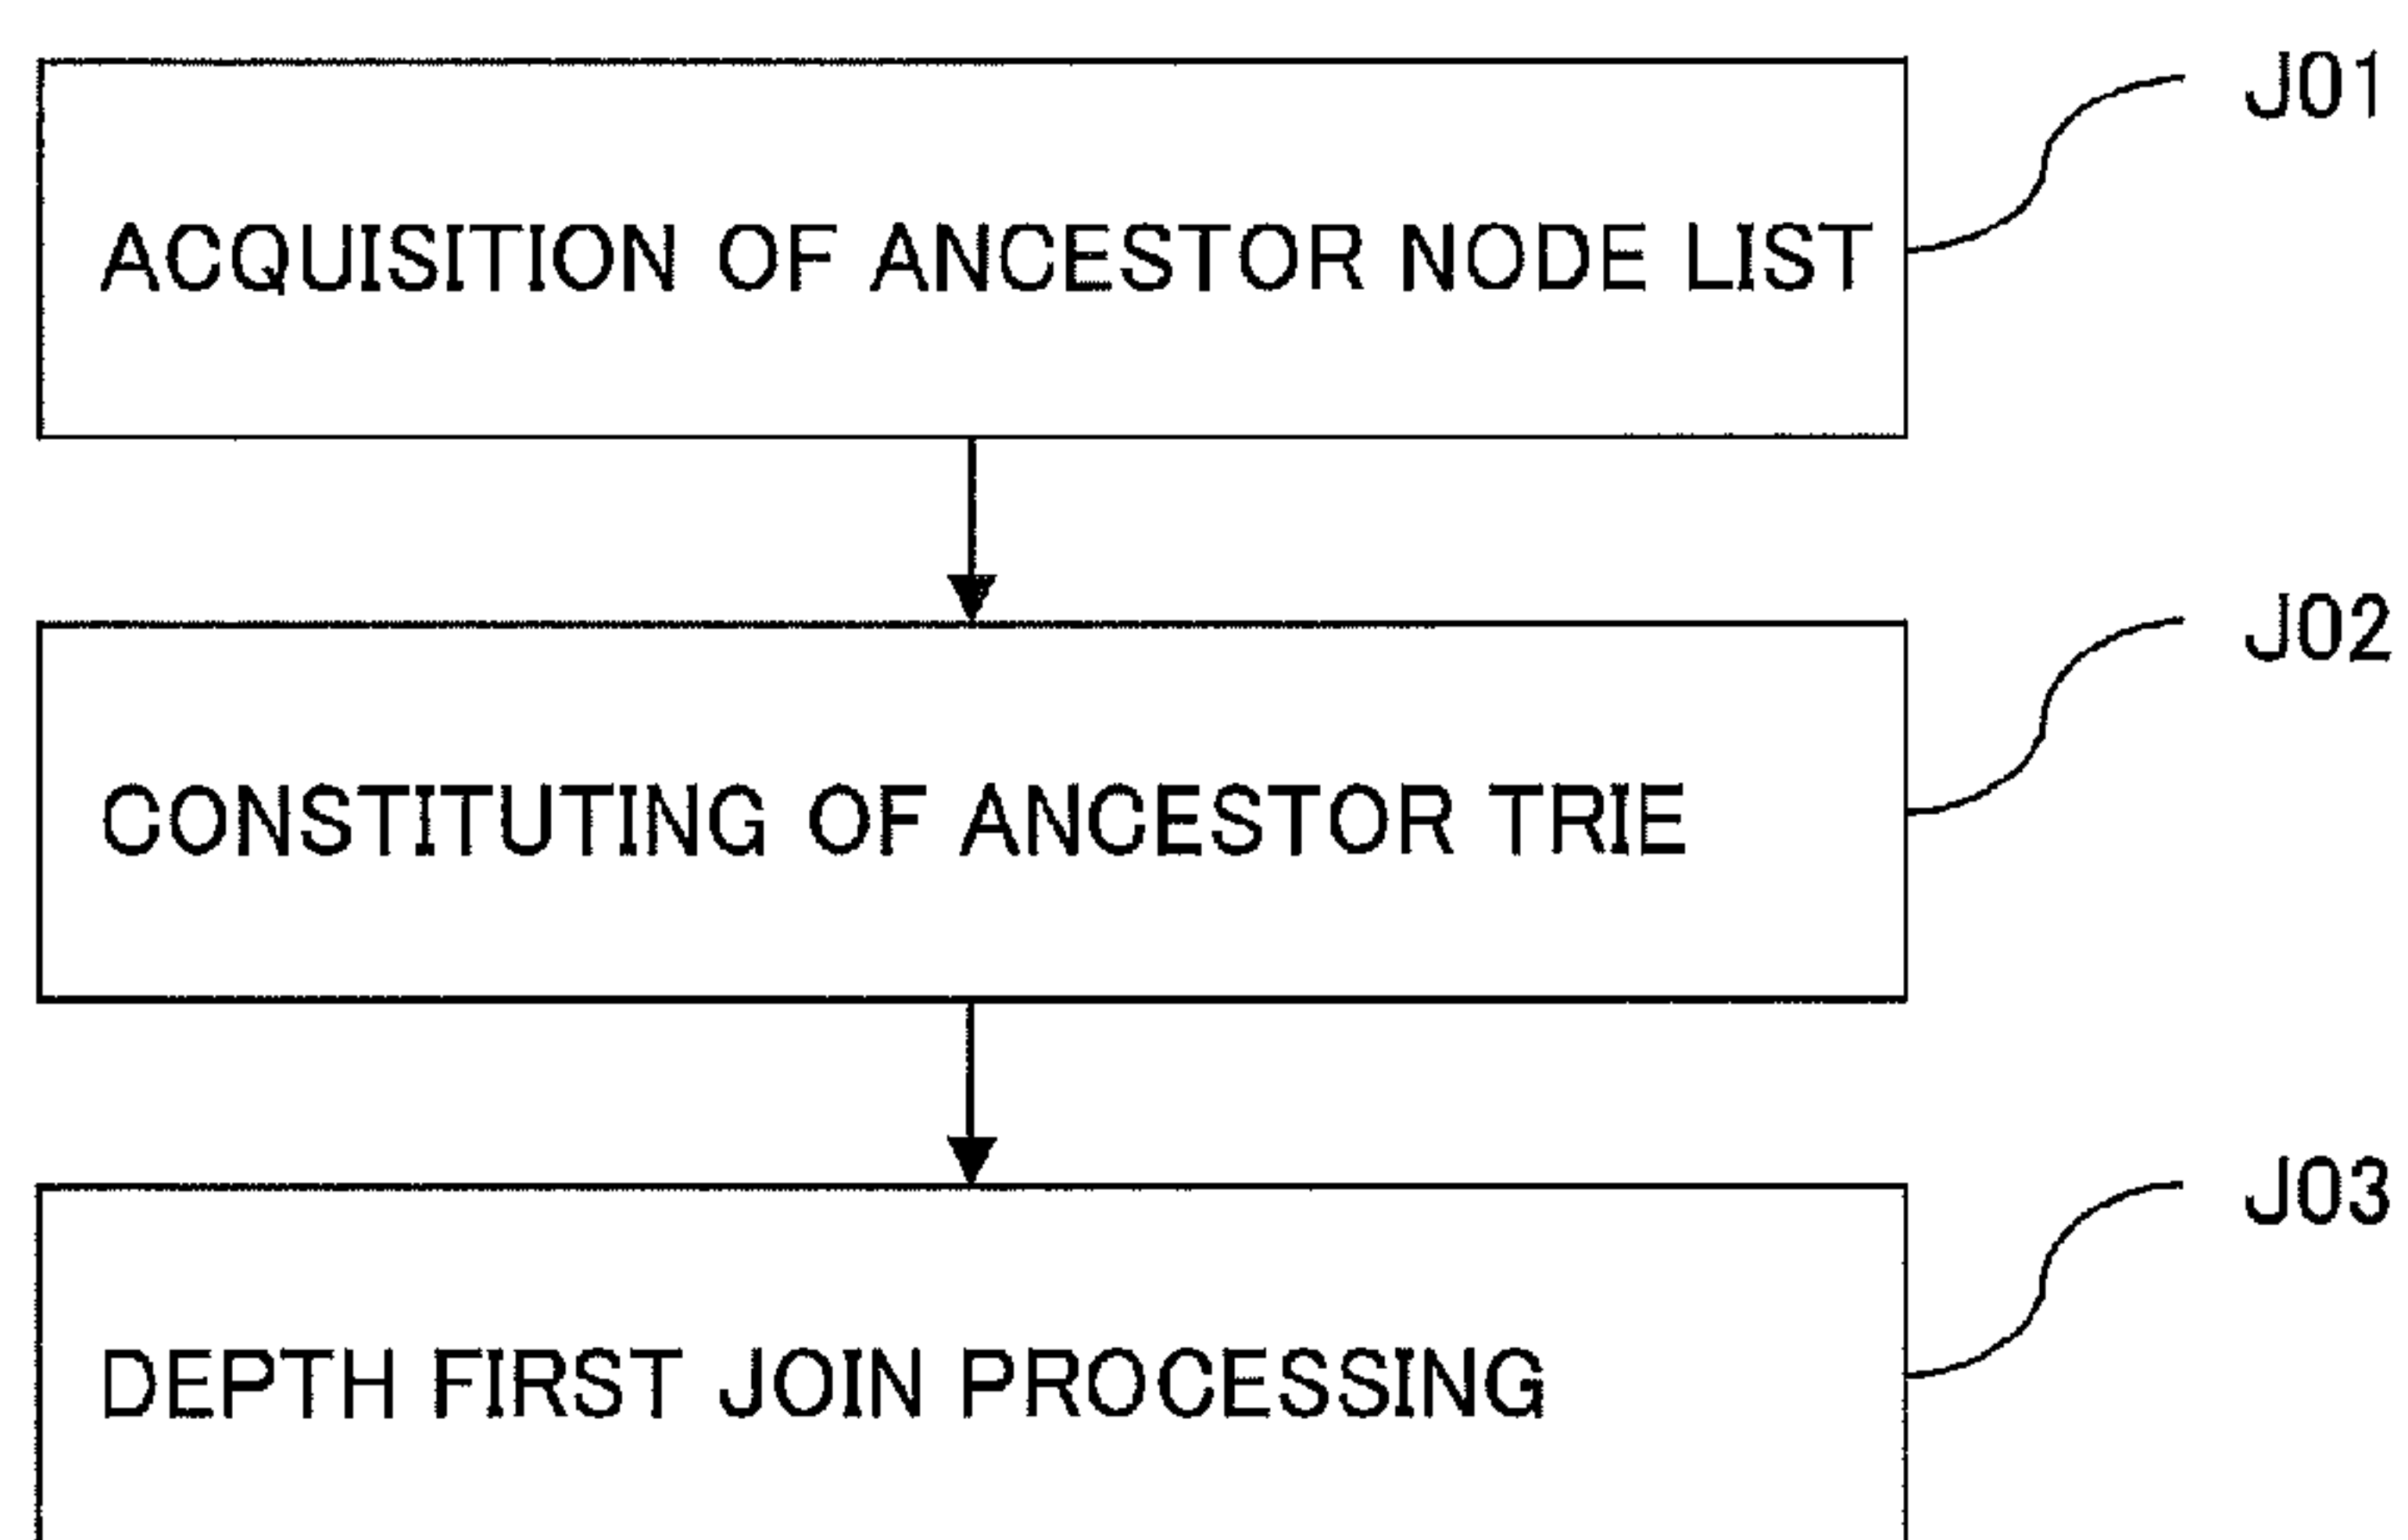 J01
ACQUISITION OF ANCESTOR NODE LIST
J02
CONSTITUTING OF ANCESTOR TRIE
J03
DEPTH FIRST JOIN PROCESSING